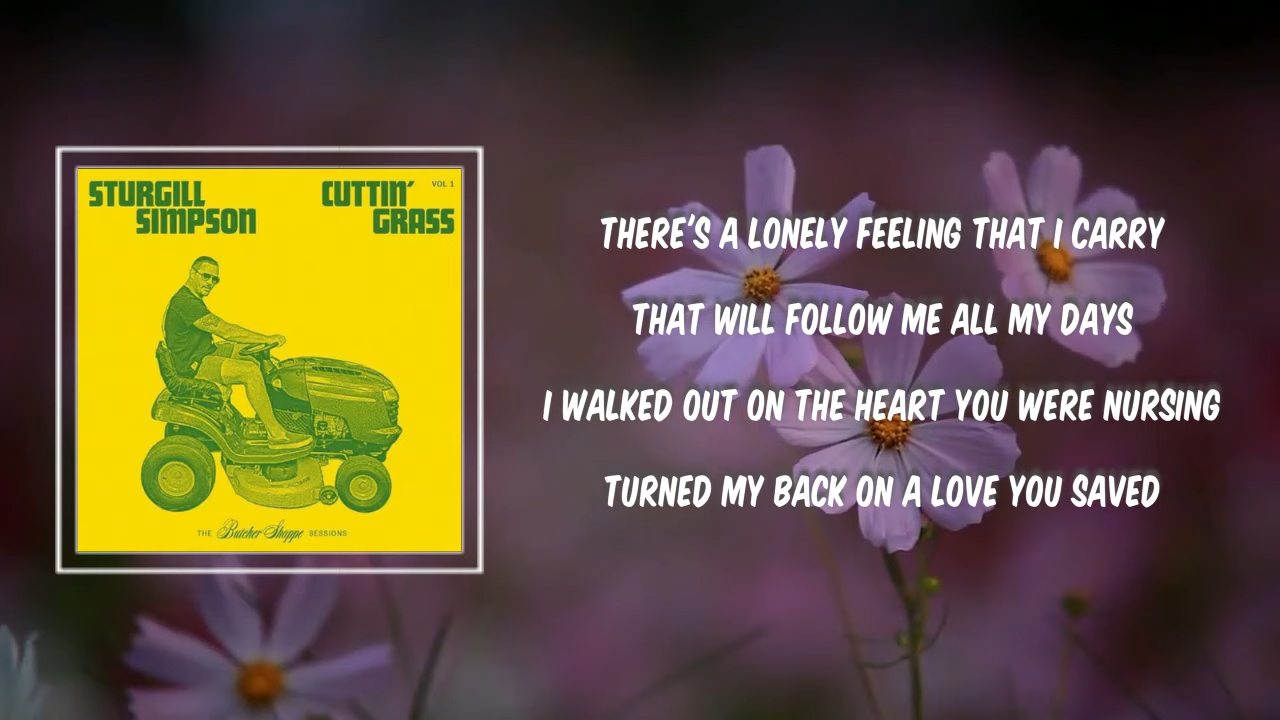 STURGILL
SIMPSON
CUTTIN'
GRASS
VOL 1
THE Butcher Shoppe SESSIONS
THERE'S A LONELY FEELING THAT I CARRY
THAT WILL FOLLOW ME ALL MY DAYS
I WALKED OUT ON THE HEART YOU WERE NURSING
TURNED MY BACK ON A LOVE YOU SAVED